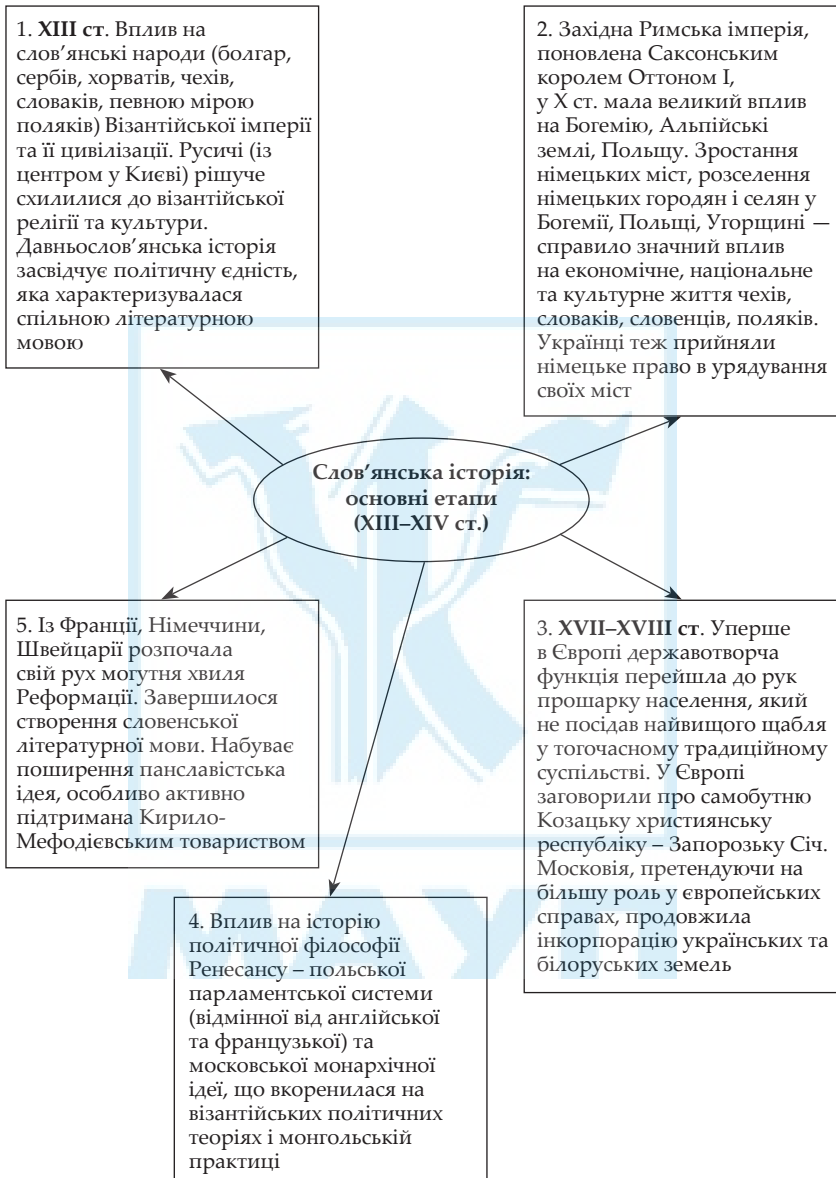 1. XIII ст. Вплив на
слов’янські народи (болгар,
сербів, хорватів, чехів,
словаків, певною мірою
поляків) Візантійської імперії
та її цивілізації. Русичі (із
центром у Києві) рішуче
схилилися до візантійської
релігії та культури.
Давньослов’янська історія
засвідчує політичну єдність,
яка характеризувалася
спільною літературною
мовою
2. Західна Римська імперія,
поновлена Саксонським
королем Оттоном І,
у Х ст. мала великий вплив
на Богемію, Альпійські
землі, Польщу. Зростання
німецьких міст, розселення
німецьких городян і селян у
Богемії, Польщі, Угорщині —
справило значний вплив
на економічне, національне
та культурне життя чехів,
словаків, словенців, поляків.
Українці теж прийняли
німецьке право в урядування
своїх міст
Слов’янська історія:
основні етапи
(XIII–XIV ст.)
5. Із Франції, Німеччини,
Швейцарії розпочала
свій рух могутня хвиля
Реформації. Завершилося
створення словенської
літературної мови. Набуває
поширення панславістська
ідея, особливо активно
підтримана Кирило-
Мефодієвським товариством
3. XVII–XVIII ст. Уперше
в Європі державотворча
функція перейшла до рук
прошарку населення, який
не посідав найвищого щабля
у тогочасному традиційному
суспільстві. У Європі
заговорили про самобутню
Козацьку християнську
республіку – Запорозьку Січ.
Московія, претендуючи на
більшу роль у європейських
справах, продовжила
інкорпорацію українських та
білоруських земель
4. Вплив на історію
політичної філософії
Ренесансу – польської
парламентської системи
(відмінної від англійської
та французької) та
московської монархічної
ідеї, що вкоренилася на
візантійських політичних
теоріях і монгольській
практиці
МАУП